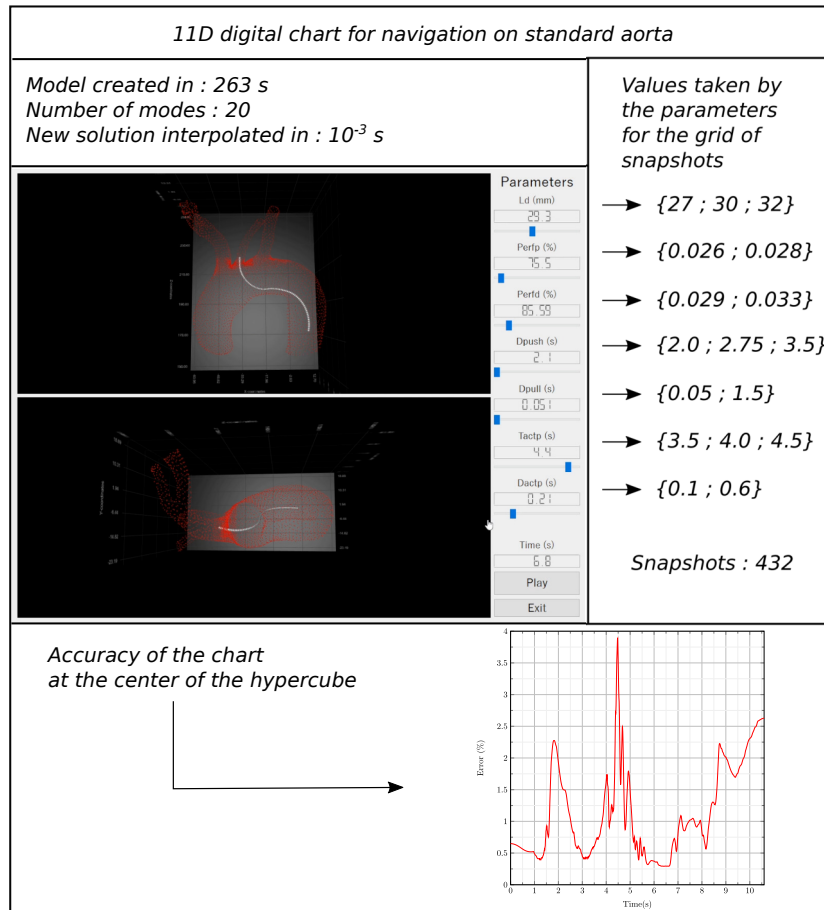 11D digital chart for navigation on standard aorta
Model created in : 263 s
Number of modes : 20
New solution interpolated in : 10⁻³ s
Values taken by
the parameters
for the grid of
snapshots
Parameters
Ld (mm)
29.3
Perfp (%)
75.5
Perfd (%)
85.59
Dpush (s)
2.1
Dpull (s)
0.051
Tactp (s)
4.4
Dactp (s)
0.21
Time (s)
6.8
Play
Exit
{27 ; 30 ; 32}
{0.026 ; 0.028}
{0.029 ; 0.033}
{2.0 ; 2.75 ; 3.5}
{0.05 ; 1.5}
{3.5 ; 4.0 ; 4.5}
{0.1 ; 0.6}
Snapshots : 432
Accuracy of the chart
at the center of the hypercube
4
3.5
3
2.5
2
1.5
1
0.5
0
Error (%)
0 1 2 3 4 5 6 7 8 9 10
Time(s)